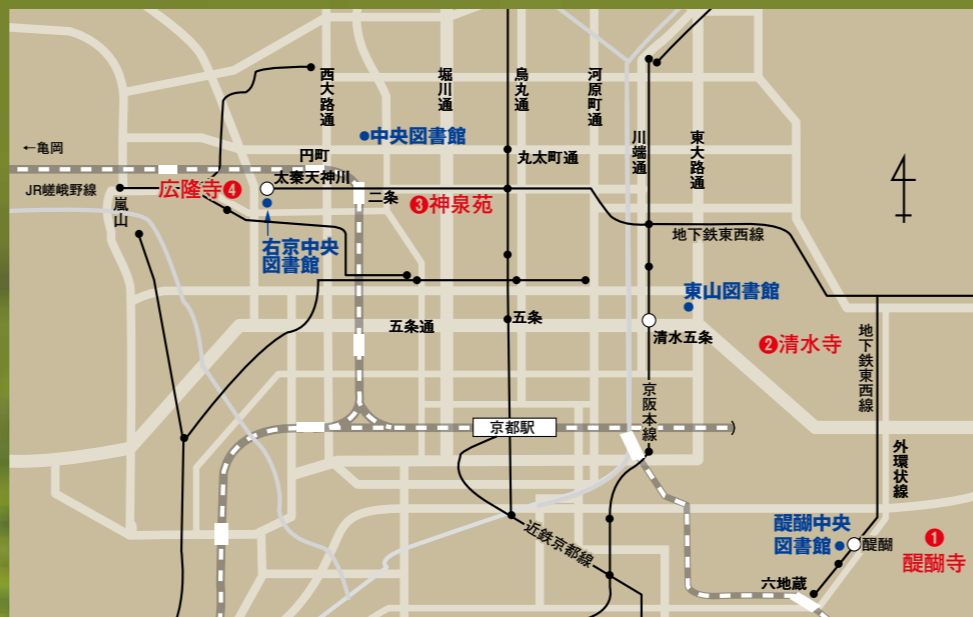 西大路通
堀川通
烏丸通
河原町通
川端通
東大路通
中央図書館
←亀岡
円町
丸太町通
太秦天神川
JR嵯峨野線
広隆寺❹
二条
❸神泉苑
嵐山
地下鉄東西線
右京中央
図書館
東山図書館
五条通
五条
清水五条
❷清水寺
地下鉄東西線
京阪本線
京都駅
外環状線
近鉄京都線
醍醐中央
図書館
醍醐
❶
醍醐寺
六地蔵